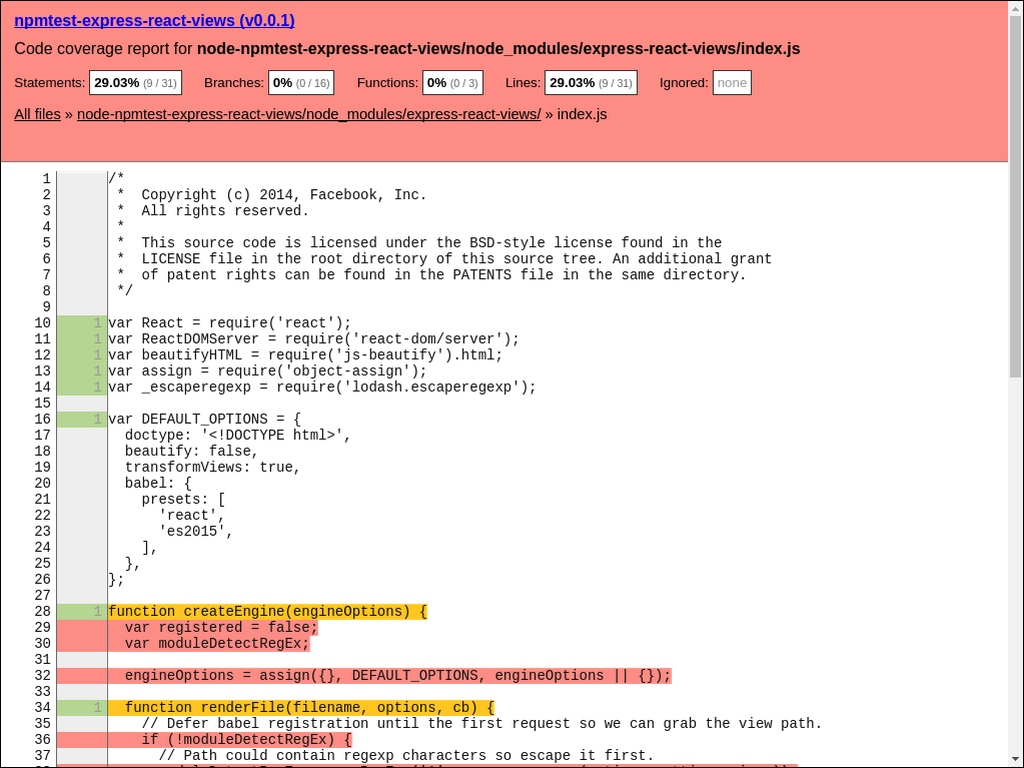 npmtest-express-react-views (v0.0.1)
Code coverage report for node-npmtest-express-react-views/node_modules/express-react-views/index.js
Statements: 29.03% (9 / 31) Branches: 0% (0 / 16) Functions: 0% (0 / 3) Lines: 29.03% (9 / 31) Ignored: none
All files » node-npmtest-express-react-views/node_modules/express-react-views/ » index.js
1 /*
2  *  Copyright (c) 2014, Facebook, Inc.
3  *  All rights reserved.
4  *
5  *  This source code is licensed under the BSD-style license found in the
6  *  LICENSE file in the root directory of this source tree. An additional grant
7  *  of patent rights can be found in the PATENTS file in the same directory.
8  */
9
10 1 var React = require('react');
11 1 var ReactDOMServer = require('react-dom/server');
12 1 var beautifyHTML = require('js-beautify').html;
13 1 var assign = require('object-assign');
14 1 var _escaperegexp = require('lodash.escaperegexp');
15
16 1 var DEFAULT_OPTIONS = {
17   doctype: '<!DOCTYPE html>',
18   beautify: false,
19   transformViews: true,
20   babel: {
21     presets: [
22       'react',
23       'es2015',
24     ],
25   },
26 };
27
28 1 function createEngine(engineOptions) {
29   var registered = false;
30   var moduleDetectRegEx;
31
32   engineOptions = assign({}, DEFAULT_OPTIONS, engineOptions || {});
33
34 1   function renderFile(filename, options, cb) {
35     // Defer babel registration until the first request so we can grab the view path.
36     if (!moduleDetectRegEx) {
37       // Path could contain regexp characters so escape it first.